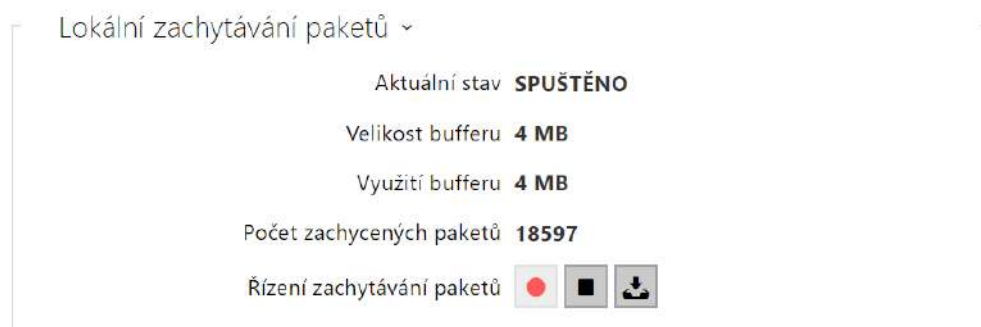 Lokální zachytávání paketů
Aktuální stav SPUŠTĚNO
Velikost bufferu 4 MB
Využití bufferu 4 MB
Počet zachycených paketů 18597
Řízení zachytávání paketů